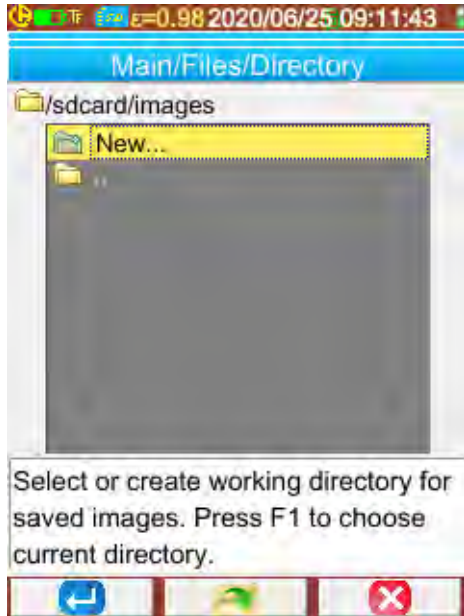 TF ε=0.98 2020/06/25 09:11:43
Main/Files/Directory
/sdcard/images
New...
..
Select or create working directory for
saved images. Press F1 to choose
current directory.